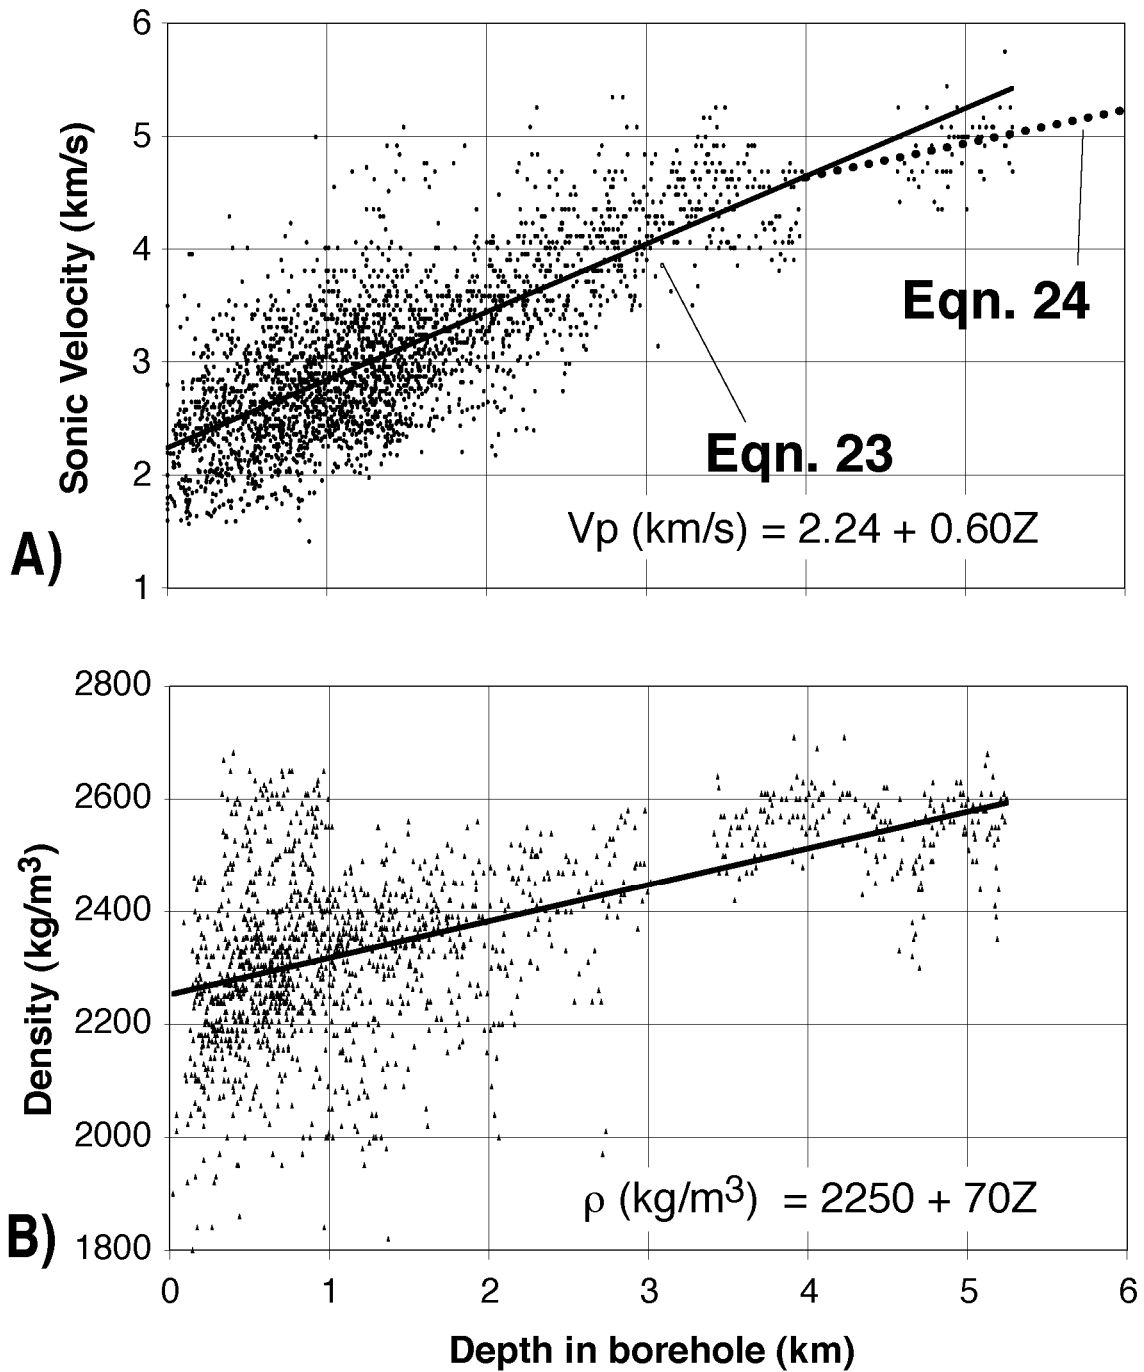 6
5
4
3
2
1
Sonic Velocity (km/s)
Eqn. 24
Eqn. 23
Vp (km/s) = 2.24 + 0.60Z
A)
2800
2600
2400
2200
2000
1800
Density (kg/m3)
ρ (kg/m3) = 2250 + 70Z
B)
0 1 2 3 4 5 6
Depth in borehole (km)